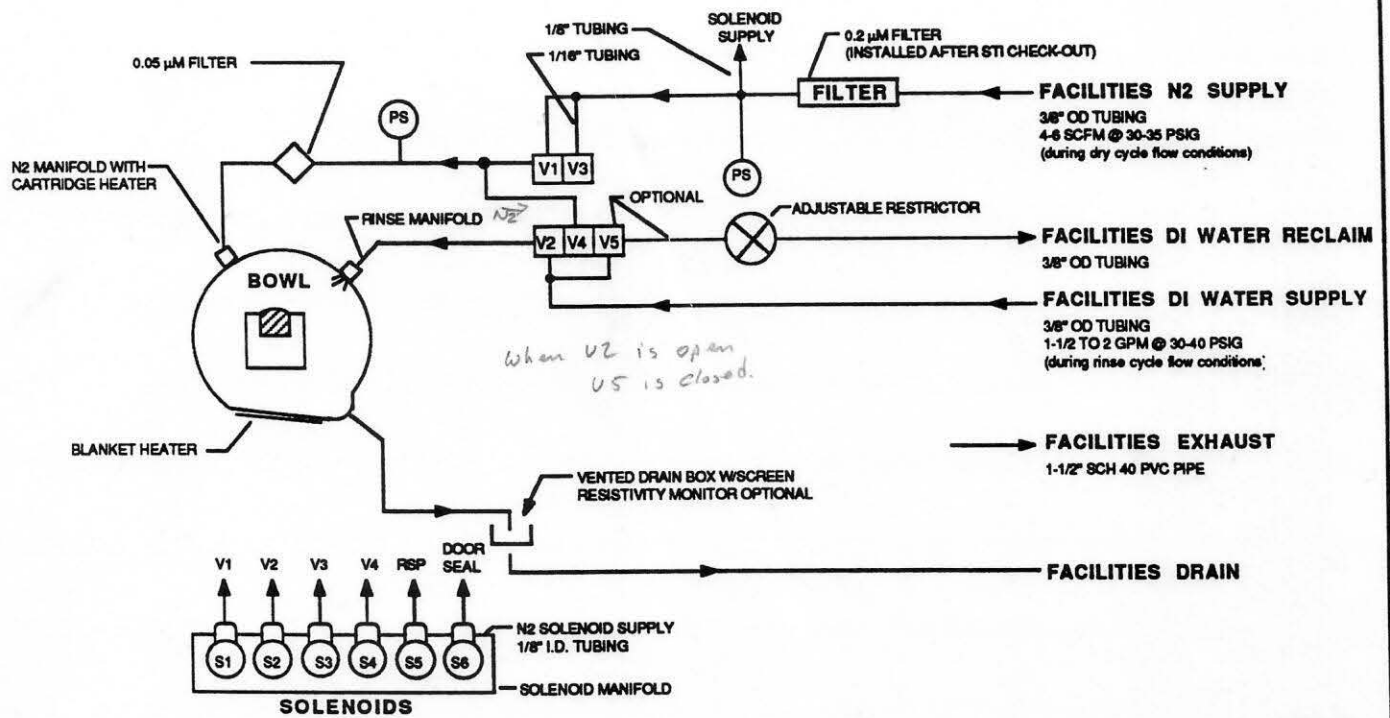 SOLENOID
SUPPLY
1/8" TUBING
1/16" TUBING
0.2 µM FILTER
(INSTALLED AFTER STI CHECK-OUT)
0.05 µM FILTER
FILTER
FACILITIES N2 SUPPLY
3/8" OD TUBING
4-6 SCFM @ 30-35 PSIG
(during dry cycle flow conditions)
PS
PS
N2 MANIFOLD WITH
CARTRIDGE HEATER
V1 V3
OPTIONAL
RINSE MANIFOLD
N2
V2 V4 V5
ADJUSTABLE RESTRICTOR
FACILITIES DI WATER RECLAIM
3/8" OD TUBING
BOWL
FACILITIES DI WATER SUPPLY
3/8" OD TUBING
1-1/2 TO 2 GPM @ 30-40 PSIG
(during rinse cycle flow conditions)
When V2 is open
V5 is closed.
BLANKET HEATER
FACILITIES EXHAUST
1-1/2" SCH 40 PVC PIPE
VENTED DRAIN BOX W/SCREEN
RESISTIVITY MONITOR OPTIONAL
FACILITIES DRAIN
V1 V2 V3 V4 RSP DOOR
SEAL
N2 SOLENOID SUPPLY
1/8" I.D. TUBING
S1 S2 S3 S4 S5 S6
SOLENOID MANIFOLD
SOLENOIDS